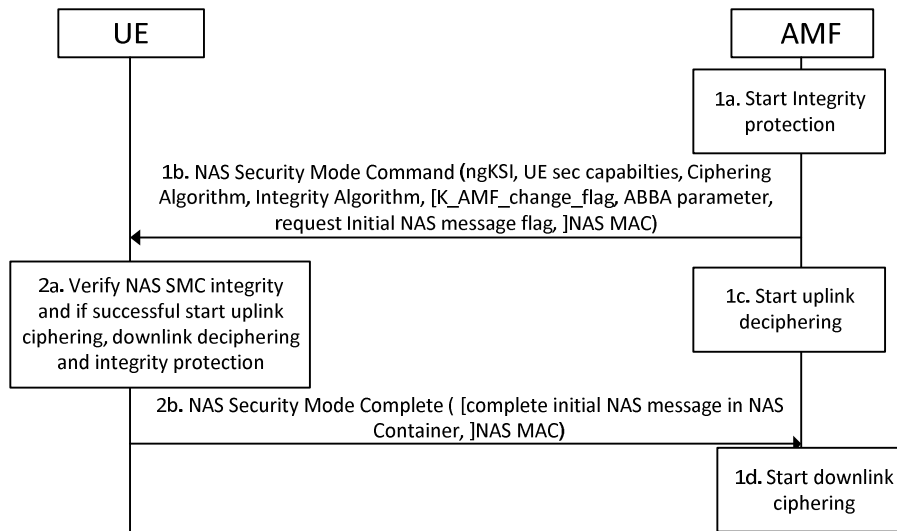 UE
AMF
1a. Start Integrity
protection
1b. NAS Security Mode Command (ngKSI, UE sec capabilties, Ciphering
Algorithm, Integrity Algorithm, [K_AMF_change_flag, ABBA parameter,
request Initial NAS message flag, ]NAS MAC)
2a. Verify NAS SMC integrity
and if successful start uplink
ciphering, downlink deciphering
and integrity protection
1c. Start uplink
deciphering
2b. NAS Security Mode Complete ( [complete initial NAS message in NAS
Container, ]NAS MAC)
1d. Start downlink
ciphering